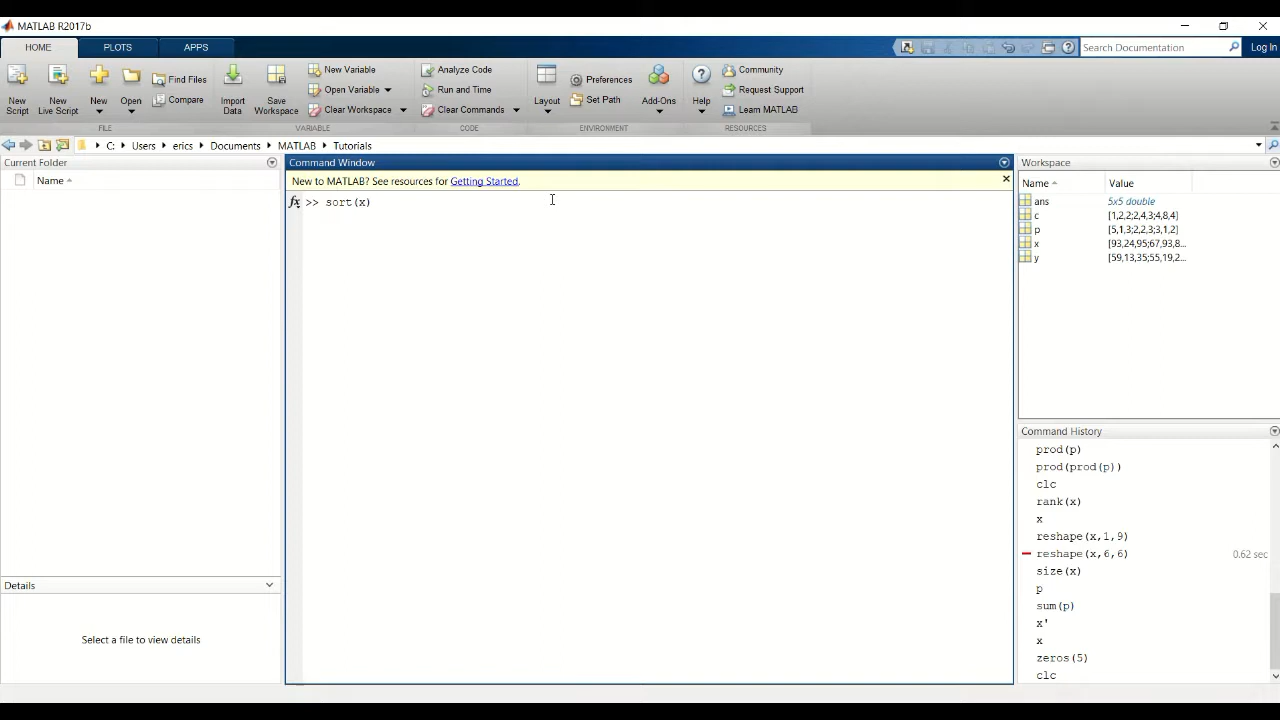 MATLAB R2017b
HOME PLOTS APPS
Search Documentation
Log In
New Script
New Live Script
New
Open
Find Files
Compare
Import Data
Save Workspace
New Variable
Open Variable
Clear Workspace
Analyze Code
Run and Time
Clear Commands
Layout
Preferences
Set Path
Add-Ons
Help
Community
Request Support
Learn MATLAB
FILE VARIABLE CODE ENVIRONMENT RESOURCES
C: Users erics Documents MATLAB Tutorials
Current Folder
Name
Details
Select a file to view details
Command Window
New to MATLAB? See resources for Getting Started.
fx >> sort(x)
Workspace
Name Value
ans 5x5 double
c [1,2,2;2,4,3;4,8,4]
p [5,1,3;2,2,3;3,1,2]
x [93,24,95;67,93,8...
y [59,13,35;55,19,2...
Command History
prod(p)
prod(prod(p))
clc
rank(x)
x
reshape(x,1,9)
reshape(x,6,6) 0.62 sec
size(x)
p
sum(p)
x'
x
zeros(5)
clc